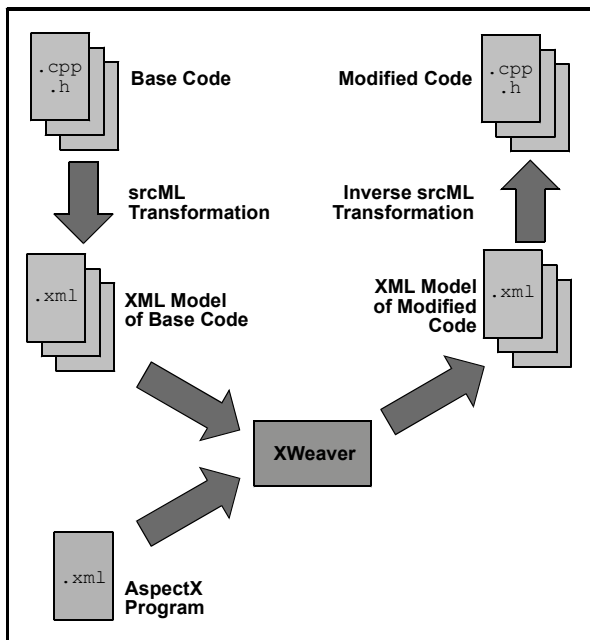 .cpp
.h
Base Code
Modified Code
.cpp
.h
srcML
Transformation
Inverse srcML
Transformation
.xml
XML Model
of Base Code
XML Model
of Modified
Code
.xml
XWeaver
.xml
AspectX
Program